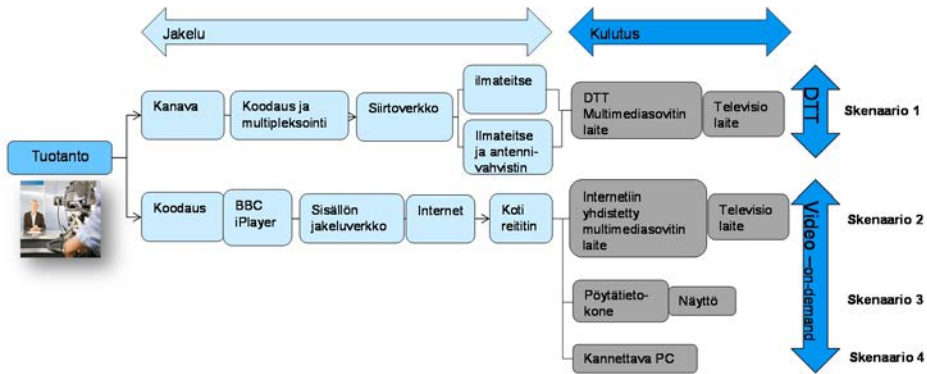 Jakelu
Kulutus
Tuotanto
Kanava
Koodaus ja
multipleksointi
Siirtoverkko
ilmateitse
Ilmateitse
ja antenni-
vahvistin
DTT
Multimediasovitin
laite
Televisio
laite
DTT
Skenaario 1
Koodaus
BBC
iPlayer
Sisällön
jakeluverkko
Internet
Koti
reititin
Internetiin
yhdistetty
multimediasovitin
laite
Televisio
laite
Video –on-demand
Skenaario 2
Pöytätieto-
kone
Näyttö
Skenaario 3
Kannettava PC
Skenaario 4